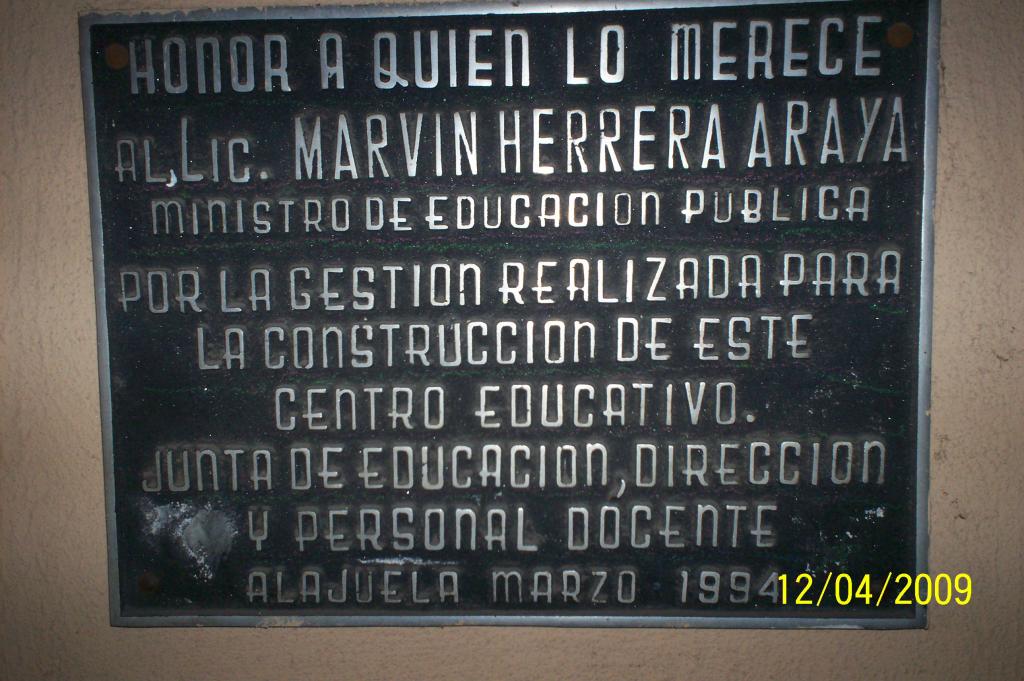 HONOR A QUIEN LO MERECE
AL, LIC. MARVIN HERRERA ARAYA
MINISTRO DE EDUCACION PUBLICA
POR LA GESTION REALIZADA PARA
LA CONSTRUCCION DE ESTE
CENTRO EDUCATIVO.
JUNTA DE EDUCACION, DIRECCION
Y PERSONAL DOCENTE
ALAJUELA MARZO 1994
12/04/2009